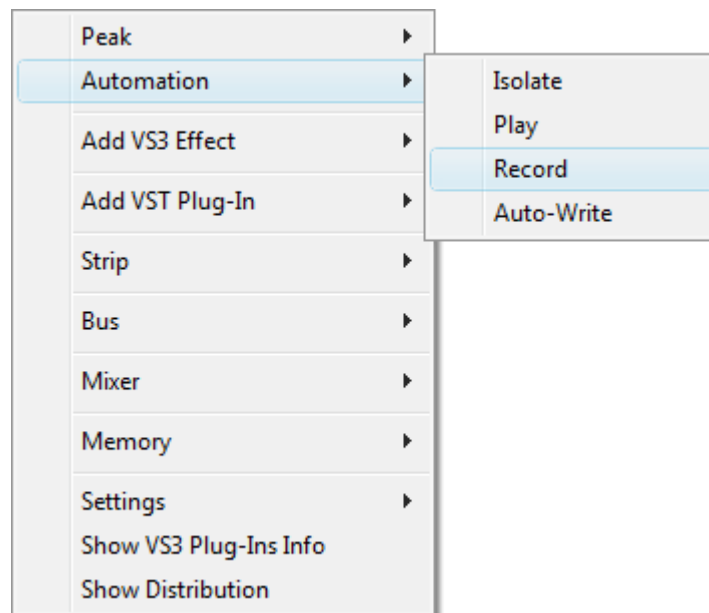 Peak
Automation
Isolate
Play
Record
Auto-Write
Add VS3 Effect
Add VST Plug-In
Strip
Bus
Mixer
Memory
Settings
Show VS3 Plug-Ins Info
Show Distribution